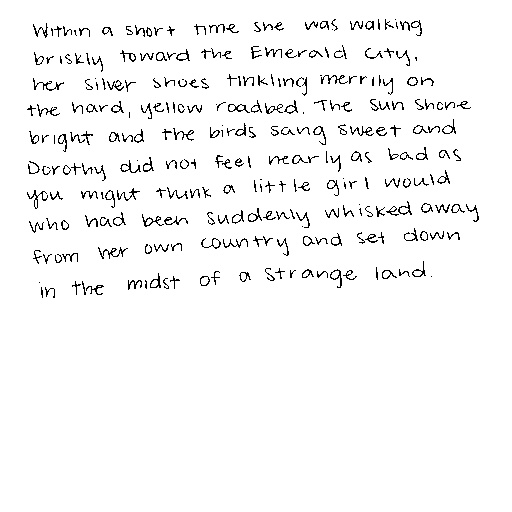 Within a short time she was walking
briskly toward the Emerald City,
her silver shoes tinkling merrily on
the hard, yellow roadbed. The sun shone
bright and the birds sang sweet and
Dorothy did not feel nearly as bad as
you might think a little girl would
who had been suddenly whisked away
from her own country and set down
in the midst of a strange land.